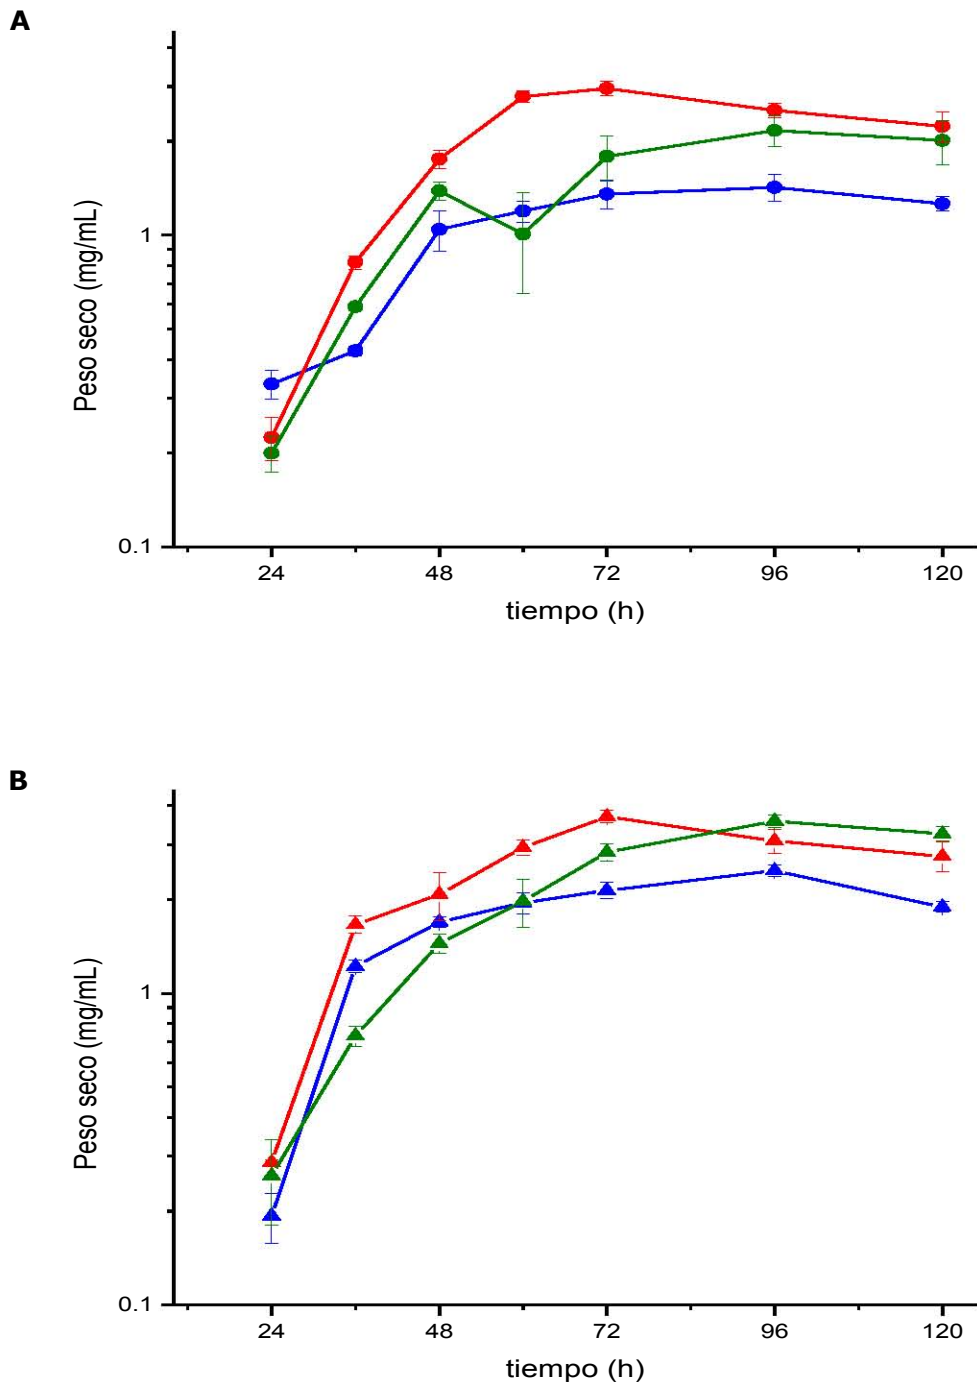 A
Peso seco (mg/mL)
1
0.1
24 48 72 96 120
tiempo (h)
B
Peso seco (mg/mL)
1
0.1
24 48 72 96 120
tiempo (h)